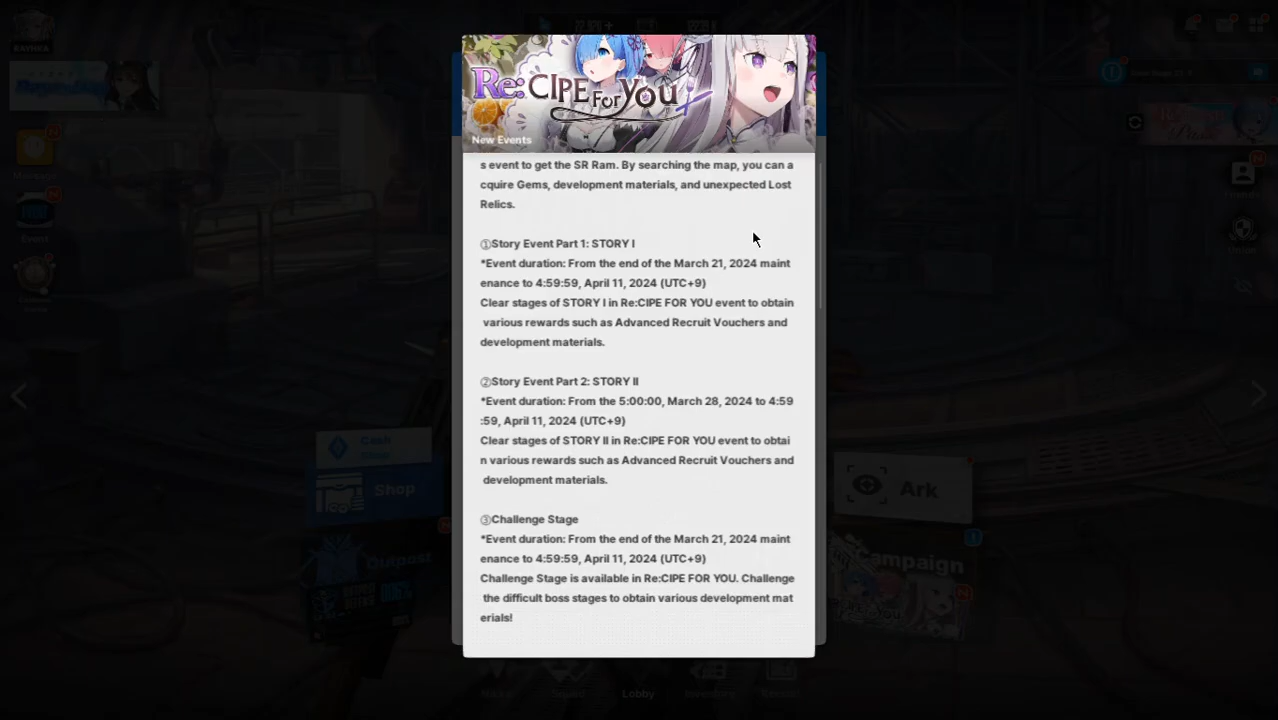 Re:CIPE FOR YOU
New Events
s event to get the SR Ram. By searching the map, you can a
cquire Gems, development materials, and unexpected Lost
Relics.
①Story Event Part 1: STORY I
*Event duration: From the end of the March 21, 2024 maint
enance to 4:59:59, April 11, 2024 (UTC+9)
Clear stages of STORY I in Re:CIPE FOR YOU event to obtain
various rewards such as Advanced Recruit Vouchers and
development materials.
②Story Event Part 2: STORY II
*Event duration: From the 5:00:00, March 28, 2024 to 4:59
:59, April 11, 2024 (UTC+9)
Clear stages of STORY II in Re:CIPE FOR YOU event to obtai
n various rewards such as Advanced Recruit Vouchers and
development materials.
③Challenge Stage
*Event duration: From the end of the March 21, 2024 maint
enance to 4:59:59, April 11, 2024 (UTC+9)
Challenge Stage is available in Re:CIPE FOR YOU. Challenge
the difficult boss stages to obtain various development mat
erials!
Event
Cash
Shop
Shop
Outpost
Ark
ampaign
Squad
Lobby
Inventory